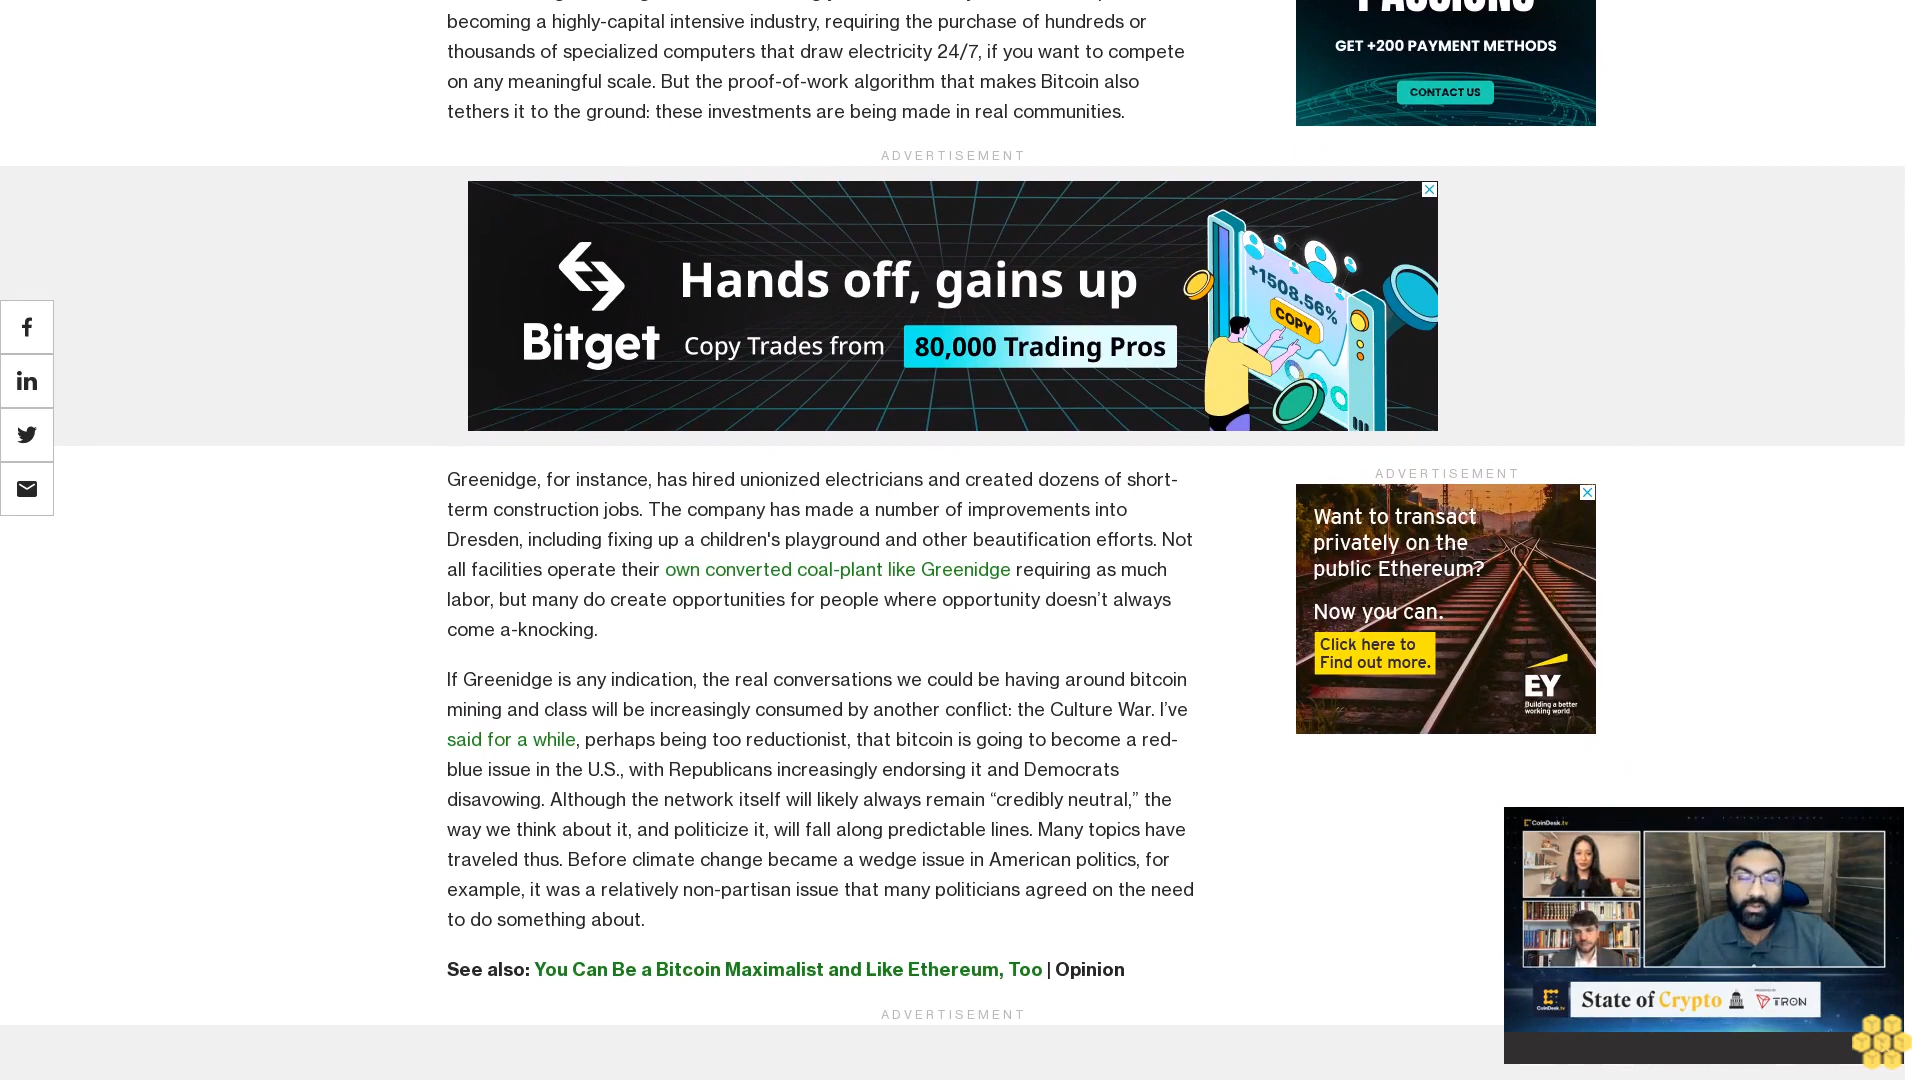 becoming a highly-capital intensive industry, requiring the purchase of hundreds or
thousands of specialized computers that draw electricity 24/7, if you want to compete
on any meaningful scale. But the proof-of-work algorithm that makes Bitcoin also
tethers it to the ground: these investments are being made in real communities.
GET +200 PAYMENT METHODS
CONTACT US
ADVERTISEMENT
Hands off, gains up
Bitget
Copy Trades from 80,000 Trading Pros
+1508.56%
COPY
Greenidge, for instance, has hired unionized electricians and created dozens of short-
term construction jobs. The company has made a number of improvements into
Dresden, including fixing up a children's playground and other beautification efforts. Not
all facilities operate their own converted coal-plant like Greenidge requiring as much
labor, but many do create opportunities for people where opportunity doesn’t always
come a-knocking.
If Greenidge is any indication, the real conversations we could be having around bitcoin
mining and class will be increasingly consumed by another conflict: the Culture War. I’ve
said for a while, perhaps being too reductionist, that bitcoin is going to become a red-
blue issue in the U.S., with Republicans increasingly endorsing it and Democrats
disavowing. Although the network itself will likely always remain “credibly neutral,” the
way we think about it, and politicize it, will fall along predictable lines. Many topics have
traveled thus. Before climate change became a wedge issue in American politics, for
example, it was a relatively non-partisan issue that many politicians agreed on the need
to do something about.
See also: You Can Be a Bitcoin Maximalist and Like Ethereum, Too | Opinion
ADVERTISEMENT
ADVERTISEMENT
Want to transact
privately on the
public Ethereum?
Now you can.
Click here to
Find out more.
EY
Building a better
working world
CoinDesk.tv
State of Crypto
TRON
CoinDesk.tv